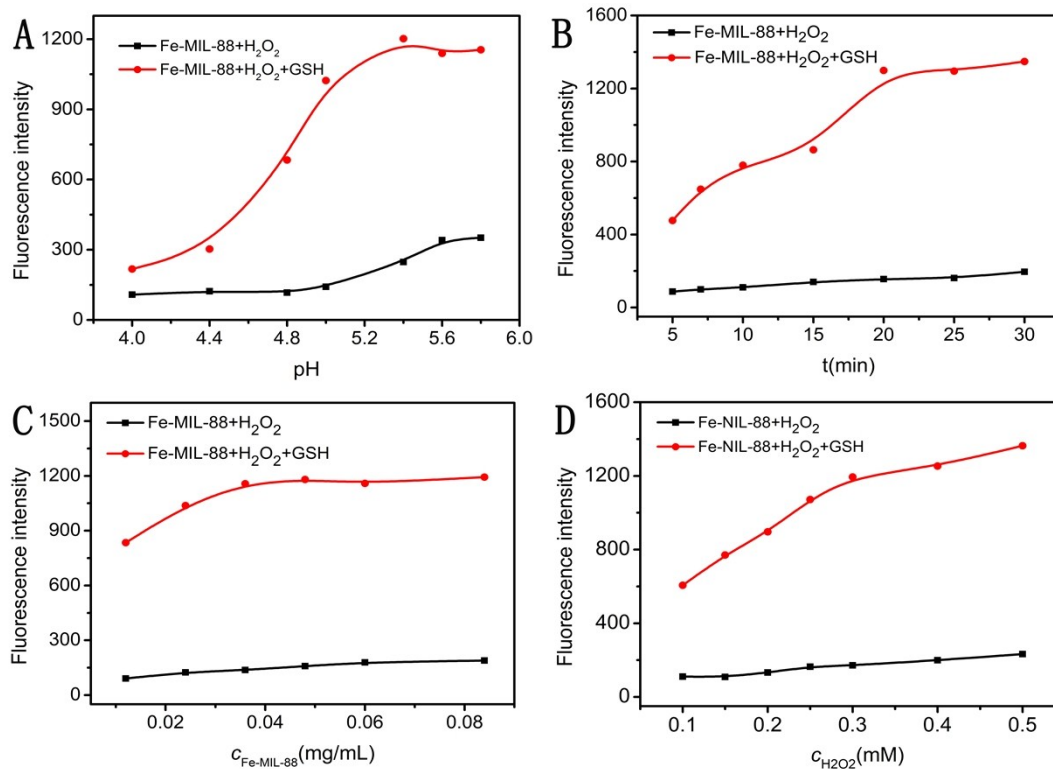 A
Fe-MIL-88+H₂O₂
Fe-MIL-88+H₂O₂+GSH
1200
900
600
300
0
Fluorescence intensity
4.0 4.4 4.8 5.2 5.6 6.0
pH
B
Fe-MIL-88+H₂O₂
Fe-MIL-88+H₂O₂+GSH
1600
1200
800
400
0
Fluorescence intensity
5 10 15 20 25 30
t(min)
C
Fe-MIL-88+H₂O₂
Fe-MIL-88+H₂O₂+GSH
1500
1200
900
600
300
0
Fluorescence intensity
0.02 0.04 0.06 0.08
c Fe-MIL-88(mg/mL)
D
Fe-NIL-88+H₂O₂
Fe-NIL-88+H₂O₂+GSH
1600
1200
800
400
0
Fluorescence intensity
0.1 0.2 0.3 0.4 0.5
c H2O2(mM)